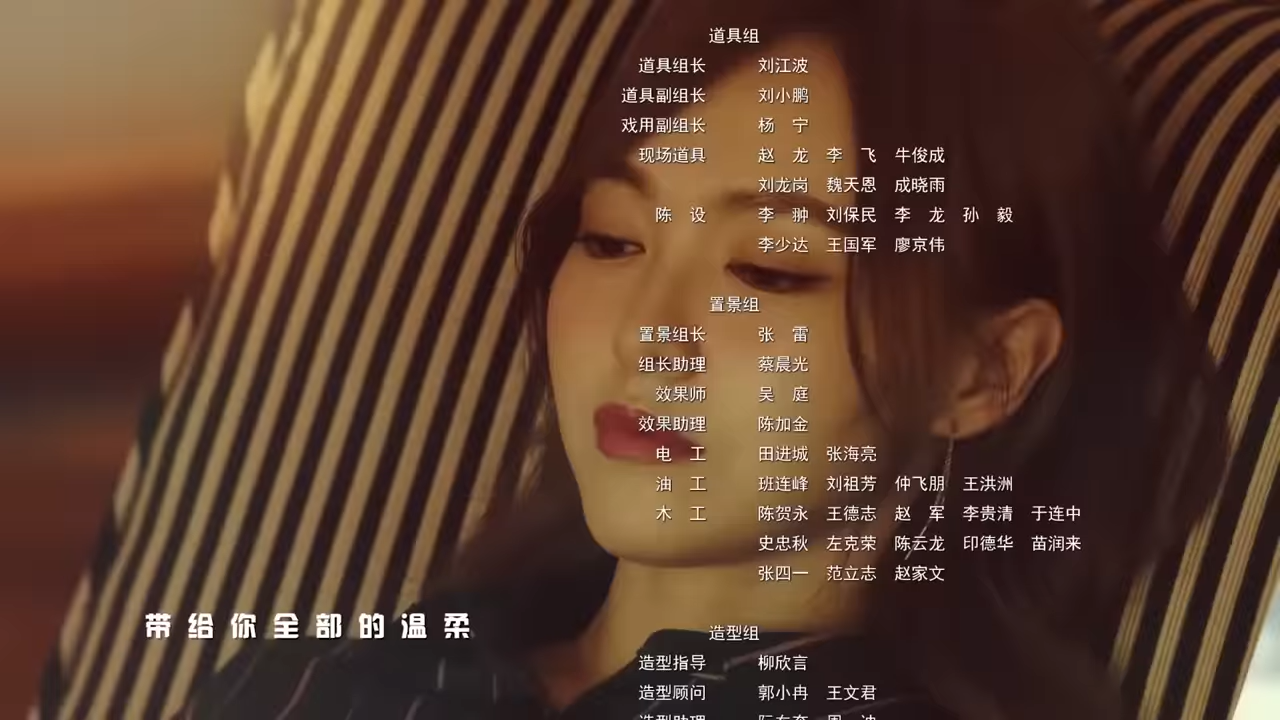 道具组
道具组长 刘江波
道具副组长 刘小鹏
戏用副组长 杨 宁
现场道具 赵 龙 李 飞 牛俊成
刘龙岗 魏天恩 成晓雨
陈 设 李 翀 刘保民 李 龙 孙 毅
李少达 王国军 廖京伟
置景组
置景组长 张 雷
组长助理 蔡晨光
效果师 吴 庭
效果助理 陈加金
电 工 田进城 张海亮
油 工 班连峰 刘祖芳 仲飞朋 王洪洲
木 工 陈贺永 王德志 赵 军 李贵清 于连中
史忠秋 左克荣 陈云龙 印德华 苗润来
张四一 范立志 赵家文
带给你全部的温柔
造型组
造型指导 柳欣言
造型顾问 郭小冉 王文君
造型助理